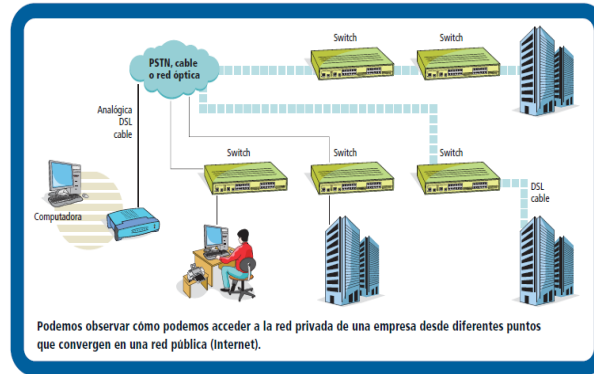 Switch
Switch
PSTN, cable
o red óptica
Analógica
DSL
cable
Switch
Switch
Switch
Computadora
DSL
cable
Podemos observar cómo podemos acceder a la red privada de una empresa desde diferentes puntos
que convergen en una red pública (Internet).